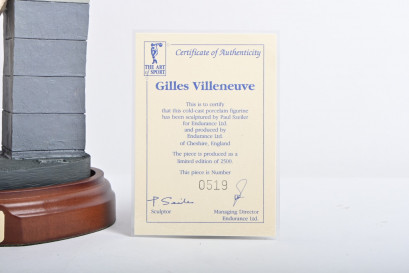 THE ART
of SPORT
Certificate of Authenticity
Gilles Villeneuve
This is to certify
that this cold-cast porcelain figurine
has been sculptured by Paul Szeiler
for Endurance Ltd.
and produced by
Endurance Ltd.
of Cheshire, England
The piece is produced as a
limited edition of 2500.
This piece is Number
0519
Sculptor
Managing Director
Endurance Ltd.